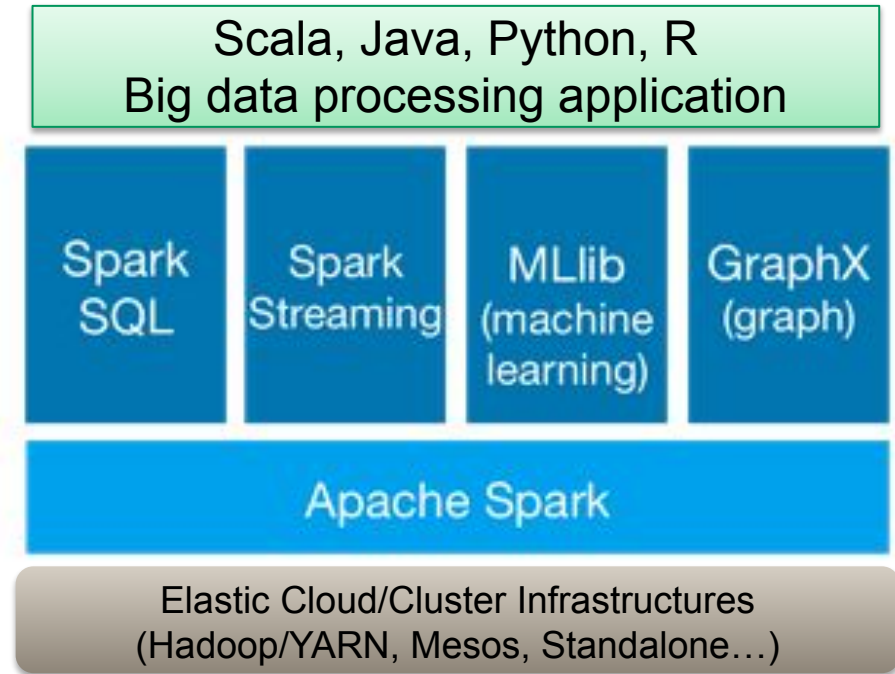 Scala, Java, Python, R
Big data processing application
Spark
SQL
Spark
Streaming
MLlib
(machine
learning)
GraphX
(graph)
Apache Spark
Elastic Cloud/Cluster Infrastructures
(Hadoop/YARN, Mesos, Standalone…)